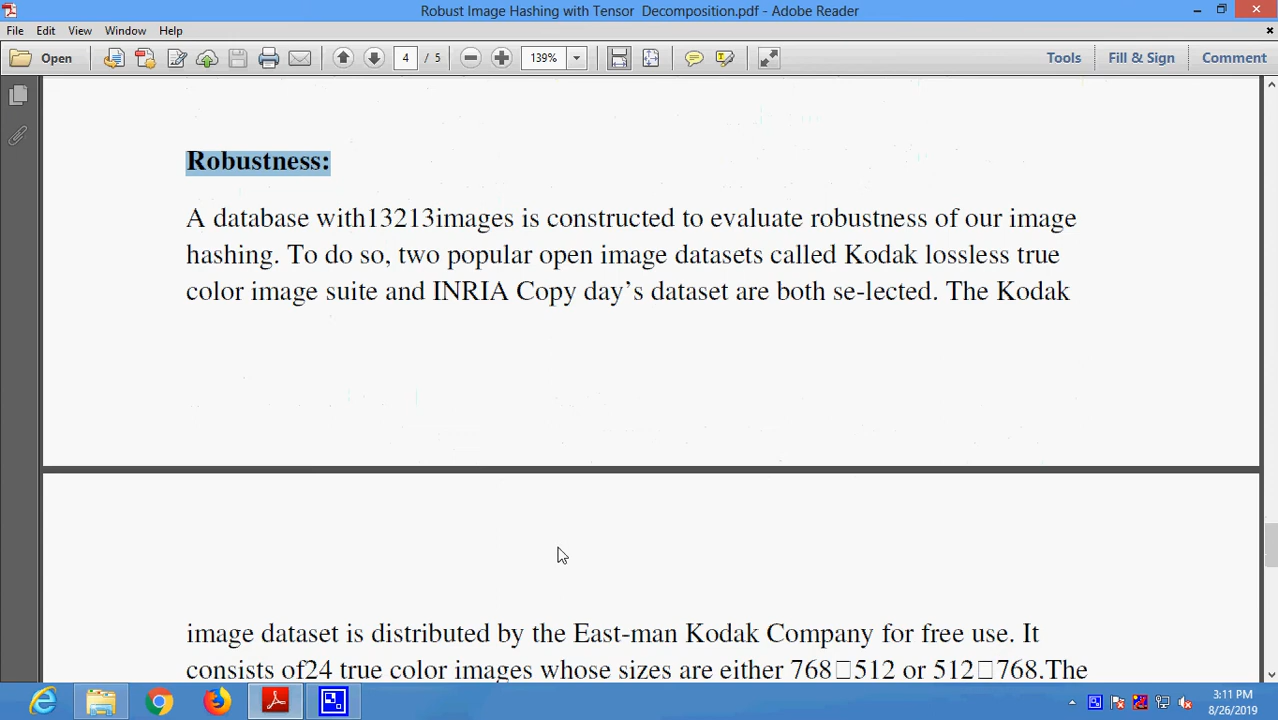 Robust Image Hashing with Tensor  Decomposition.pdf - Adobe Reader
File Edit View Window Help
Open 4 / 5 139% Tools Fill & Sign Comment
Robustness:
A database with13213images is constructed to evaluate robustness of our image
hashing. To do so, two popular open image datasets called Kodak lossless true
color image suite and INRIA Copy day’s dataset are both se-lected. The Kodak
image dataset is distributed by the East-man Kodak Company for free use. It
consists of24 true color images whose sizes are either 768□512 or 512□768.The
3:11 PM
8/26/2019